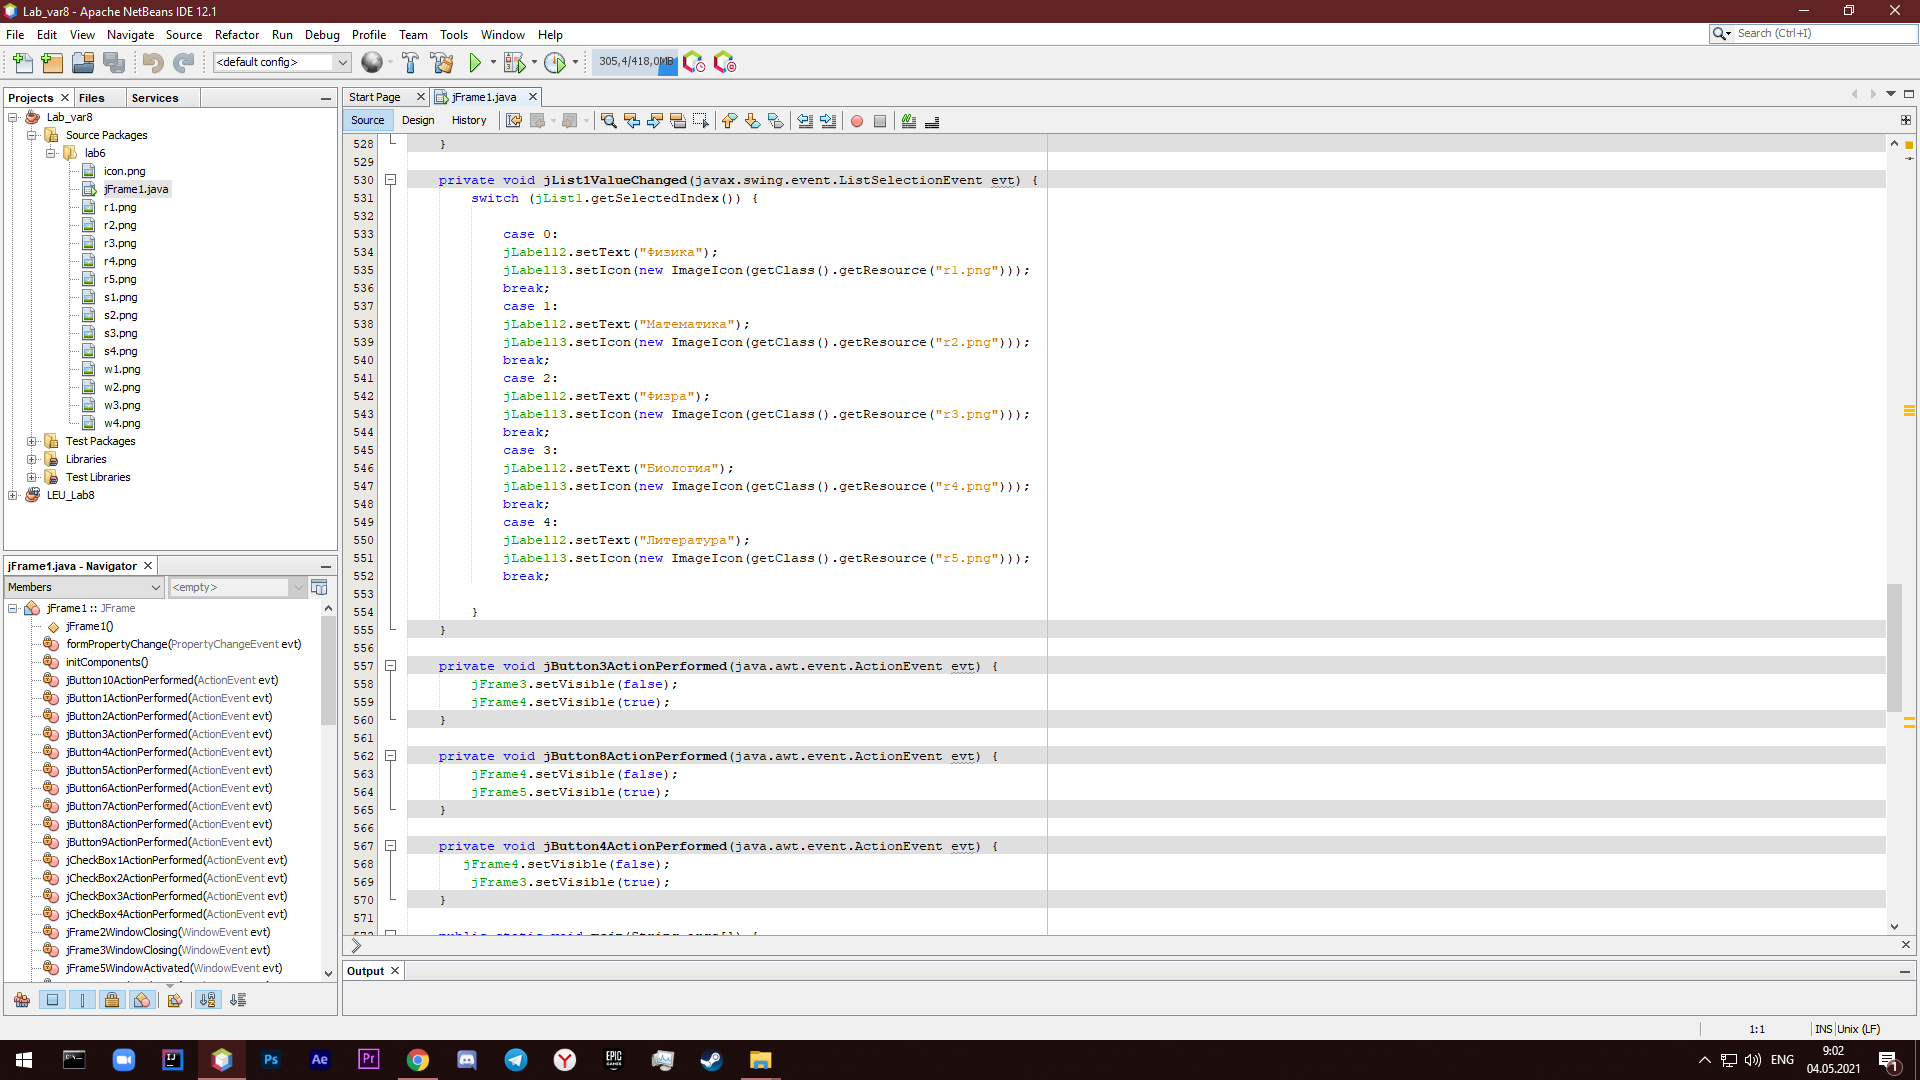 Lab_var8 - Apache NetBeans IDE 12.1
File Edit View Navigate Source Refactor Run Debug Profile Team Tools Window Help
Search (Ctrl+I)
<default config>
305,4/418,0MB
Projects Files Services
Start Page jFrame1.java
Source Design History
Lab_var8
Source Packages
lab6
icon.png
jFrame1.java
r1.png
r2.png
r3.png
r4.png
r5.png
s1.png
s2.png
s3.png
s4.png
w1.png
w2.png
w3.png
w4.png
Test Packages
Libraries
Test Libraries
LEU_Lab8
jFrame1.java - Navigator
Members <empty>
jFrame1 :: JFrame
jFrame1()
formPropertyChange(PropertyChangeEvent evt)
initComponents()
jButton10ActionPerformed(ActionEvent evt)
jButton1ActionPerformed(ActionEvent evt)
jButton2ActionPerformed(ActionEvent evt)
jButton3ActionPerformed(ActionEvent evt)
jButton4ActionPerformed(ActionEvent evt)
jButton5ActionPerformed(ActionEvent evt)
jButton6ActionPerformed(ActionEvent evt)
jButton7ActionPerformed(ActionEvent evt)
jButton8ActionPerformed(ActionEvent evt)
jButton9ActionPerformed(ActionEvent evt)
jCheckBox1ActionPerformed(ActionEvent evt)
jCheckBox2ActionPerformed(ActionEvent evt)
jCheckBox3ActionPerformed(ActionEvent evt)
jCheckBox4ActionPerformed(ActionEvent evt)
jFrame2WindowClosing(WindowEvent evt)
jFrame3WindowClosing(WindowEvent evt)
jFrame5WindowActivated(WindowEvent evt)
528 }
529
530 private void jList1ValueChanged(javax.swing.event.ListSelectionEvent evt) {
531 switch (jList1.getSelectedIndex()) {
532
533 case 0:
534 jLabel12.setText("Физика");
535 jLabel13.setIcon(new ImageIcon(getClass().getResource("r1.png")));
536 break;
537 case 1:
538 jLabel12.setText("Математика");
539 jLabel13.setIcon(new ImageIcon(getClass().getResource("r2.png")));
540 break;
541 case 2:
542 jLabel12.setText("Физра");
543 jLabel13.setIcon(new ImageIcon(getClass().getResource("r3.png")));
544 break;
545 case 3:
546 jLabel12.setText("Биология");
547 jLabel13.setIcon(new ImageIcon(getClass().getResource("r4.png")));
548 break;
549 case 4:
550 jLabel12.setText("Литература");
551 jLabel13.setIcon(new ImageIcon(getClass().getResource("r5.png")));
552 break;
553
554 }
555 }
556
557 private void jButton3ActionPerformed(java.awt.event.ActionEvent evt) {
558 jFrame3.setVisible(false);
559 jFrame4.setVisible(true);
560 }
561
562 private void jButton8ActionPerformed(java.awt.event.ActionEvent evt) {
563 jFrame4.setVisible(false);
564 jFrame5.setVisible(true);
565 }
566
567 private void jButton4ActionPerformed(java.awt.event.ActionEvent evt) {
568 jFrame4.setVisible(false);
569 jFrame3.setVisible(true);
570 }
571
572 public static void main(String args[]) {
Output
1:1 INS Unix (LF)
Ps Ae Pr EPIC GAMES
ENG 9:02
04.05.2021
1